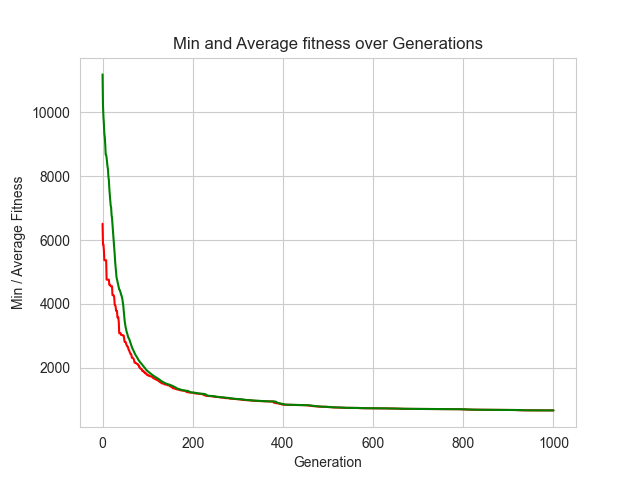 Min and Average fitness over Generations
10000
8000
6000
4000
2000
Min / Average Fitness
0 200 400 600 800 1000
Generation